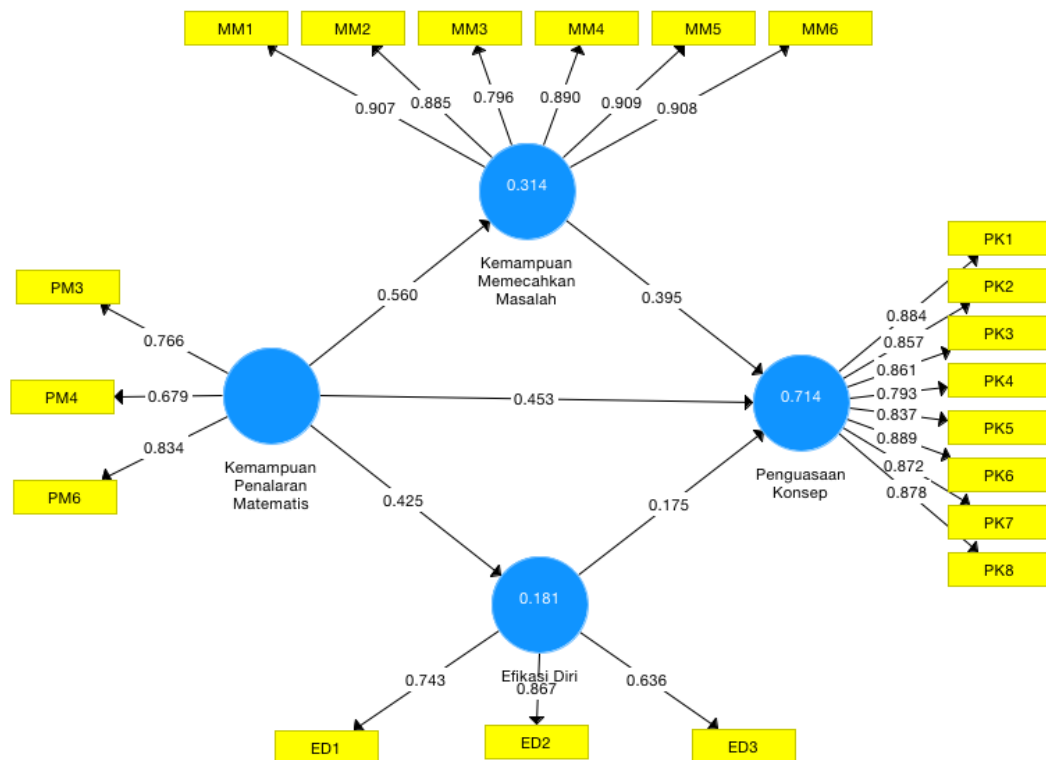 MM1
MM2
MM3
MM4
MM5
MM6
0.907
0.885
0.796
0.890
0.909
0.908
0.314
Kemampuan
Memecahkan
Masalah
PK1
PK2
PK3
PK4
PK5
PK6
PK7
PK8
0.884
0.857
0.861
0.793
0.837
0.889
0.872
0.878
PM3
PM4
PM6
0.766
0.679
0.834
0.560
0.395
0.453
0.714
Kemampuan
Penalaran
Matematis
Penguasaan
Konsep
0.425
0.175
0.181
Efikasi Diri
0.743
0.867
0.636
ED1
ED2
ED3